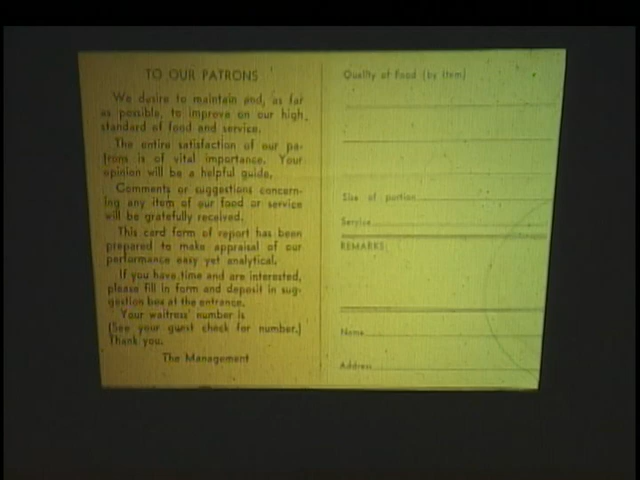 TO OUR PATRONS
We desire to maintain and, as far
as possible, to improve on our high
standard of food and service.
The entire satisfaction of our pa-
trons is of vital importance. Your
opinion will be a helpful guide.
Comments or suggestions concern-
ing any item of our food or service
will be gratefully received.
This card form of report has been
prepared to make appraisal of our
performance easy yet analytical.
If you have time and are interested,
please fill in form and deposit in sug-
gestion box at the entrance.
Your waitress' number is
(See your guest check for number.)
Thank you.
The Management
Quality of Food (by item)
Size of portion
Service
REMARKS:
Name
Address